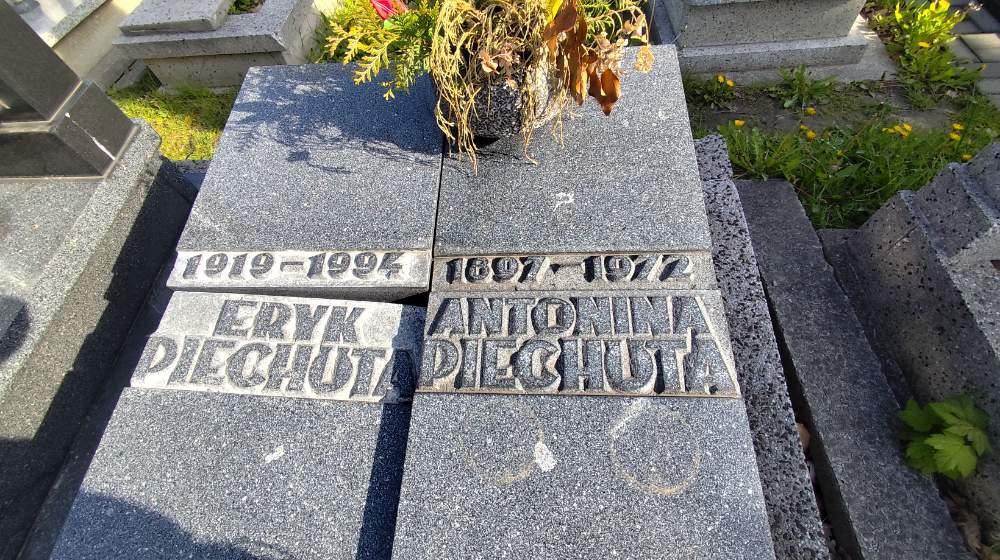 1919-1994
ERYK
PIECHUTA
1897-1972
ANTONINA
PIECHUTA